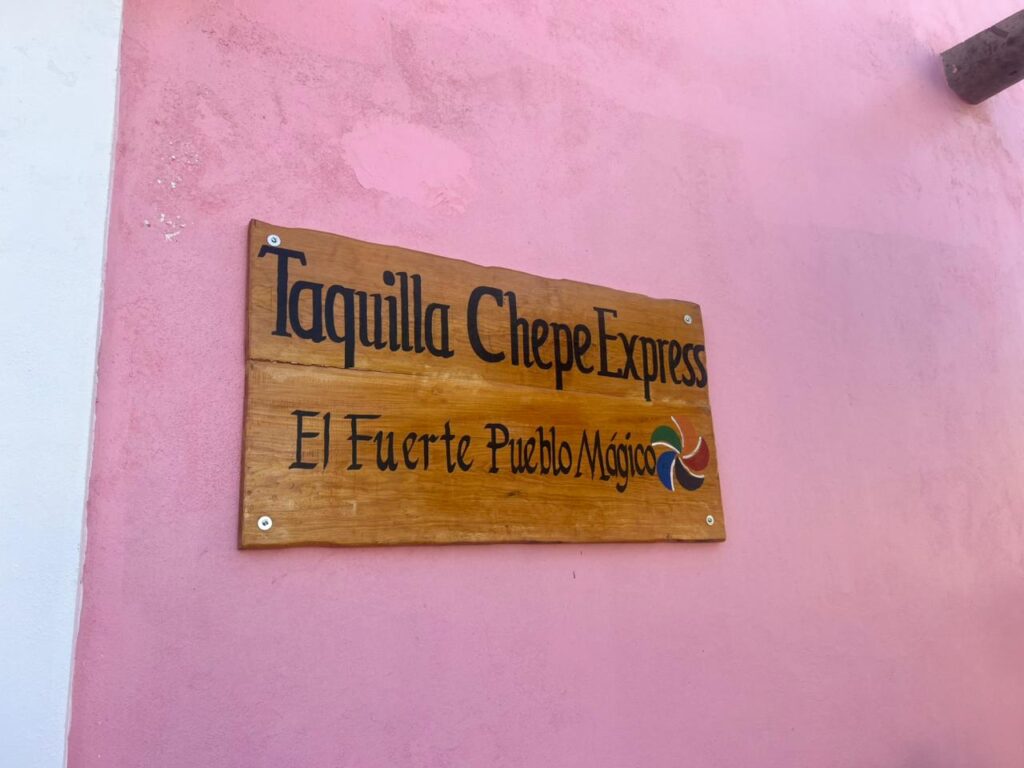 Taquilla Chepe Express
El Fuerte Pueblo Mágico